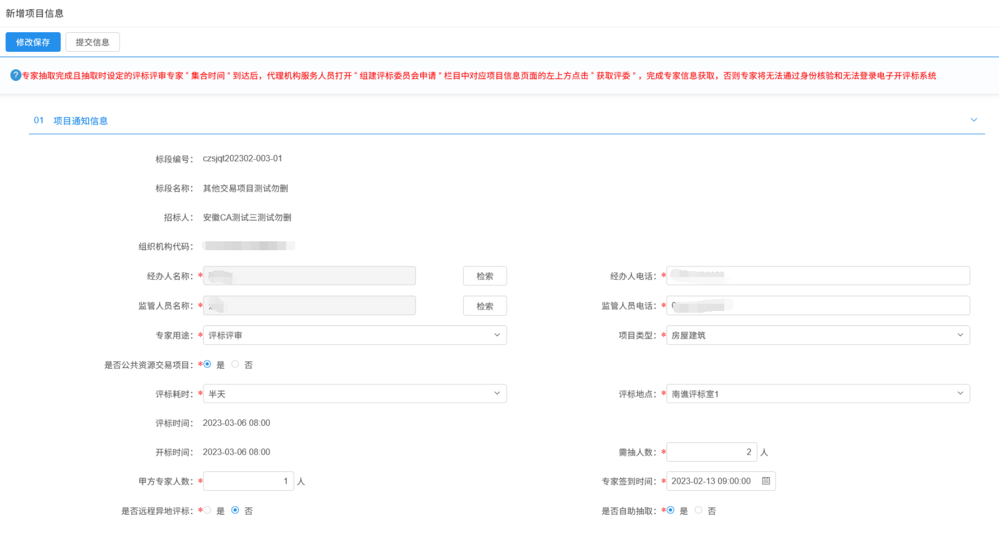 新增项目信息
修改保存 提交信息
?专家抽取完成且抽取时设定的评标评审专家“集合时间”到达后，代理机构服务人员打开“组建评标委员会申请”栏目中对应项目信息页面的左上方点击“获取评委”，完成专家信息获取，否则专家将无法通过身份核验和无法登录电子开评标系统
01 项目通知信息
标段编号： czsjqt202302-003-01
标段名称： 其他交易项目测试勿删
招标人： 安徽CA测试三测试勿删
组织机构代码：
经办人名称：* 检索 经办人电话：*
监管人员名称：* 检索 监管人员电话：*
专家用途：* 评标评审 项目类型：* 房屋建筑
是否公共资源交易项目：* 是 否
评标耗时：* 半天 评标地点：* 南谯评标室1
评标时间： 2023-03-06 08:00
开标时间： 2023-03-06 08:00 需抽人数：* 2 人
甲方专家人数：* 1 人 专家签到时间：* 2023-02-13 09:00:00
是否远程异地评标：* 是 否 是否自助抽取：* 是 否